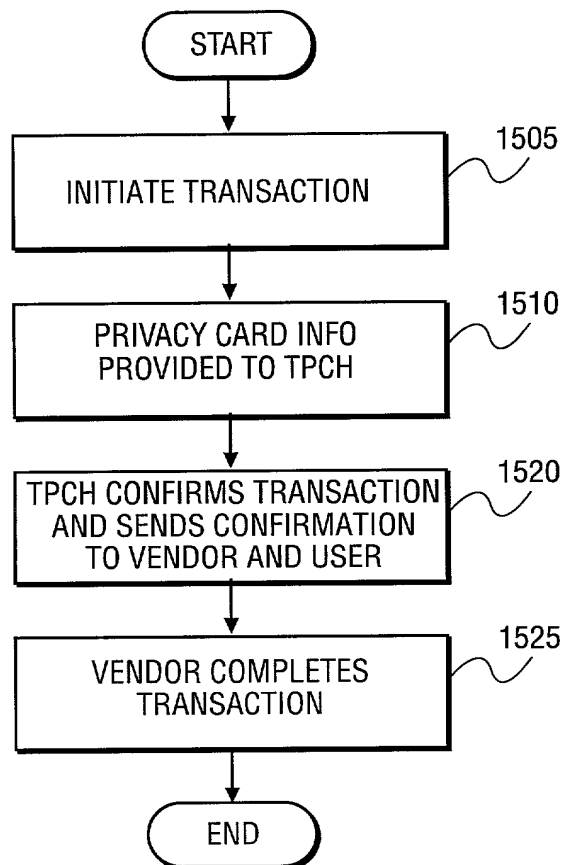 START
1505
INITIATE TRANSACTION
1510
PRIVACY CARD INFO
PROVIDED TO TPCH
1520
TPCH CONFIRMS TRANSACTION
AND SENDS CONFIRMATION
TO VENDOR AND USER
1525
VENDOR COMPLETES
TRANSACTION
END